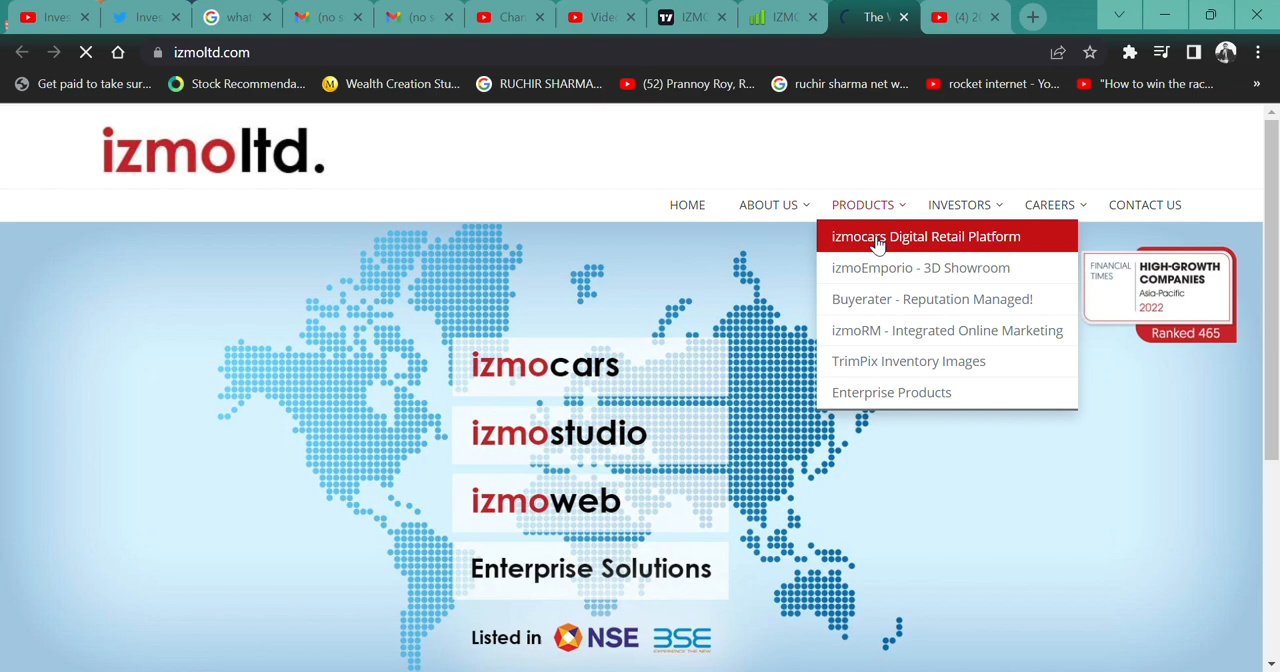 Inves
Inves
what
(no s
(no s
Chan
Vide
IZMO
IZMC
The V
(4) 2
izmoltd.com
Get paid to take sur...
Stock Recommenda...
Wealth Creation Stu...
RUCHIR SHARMA...
(52) Prannoy Roy, R...
ruchir sharma net w...
rocket internet - Yo...
"How to win the rac...
»
izmoltd.
HOME
ABOUT US
PRODUCTS
INVESTORS
CAREERS
CONTACT US
izmocars Digital Retail Platform
izmoEmporio - 3D Showroom
Buyerater - Reputation Managed!
izmoRM - Integrated Online Marketing
TrimPix Inventory Images
Enterprise Products
FINANCIAL
TIMES
HIGH-GROWTH
COMPANIES
Asia-Pacific
2022
Ranked 465
izmocars
izmostudio
izmoweb
Enterprise Solutions
Listed in NSE BSE
EXPERIENCE THE NEW